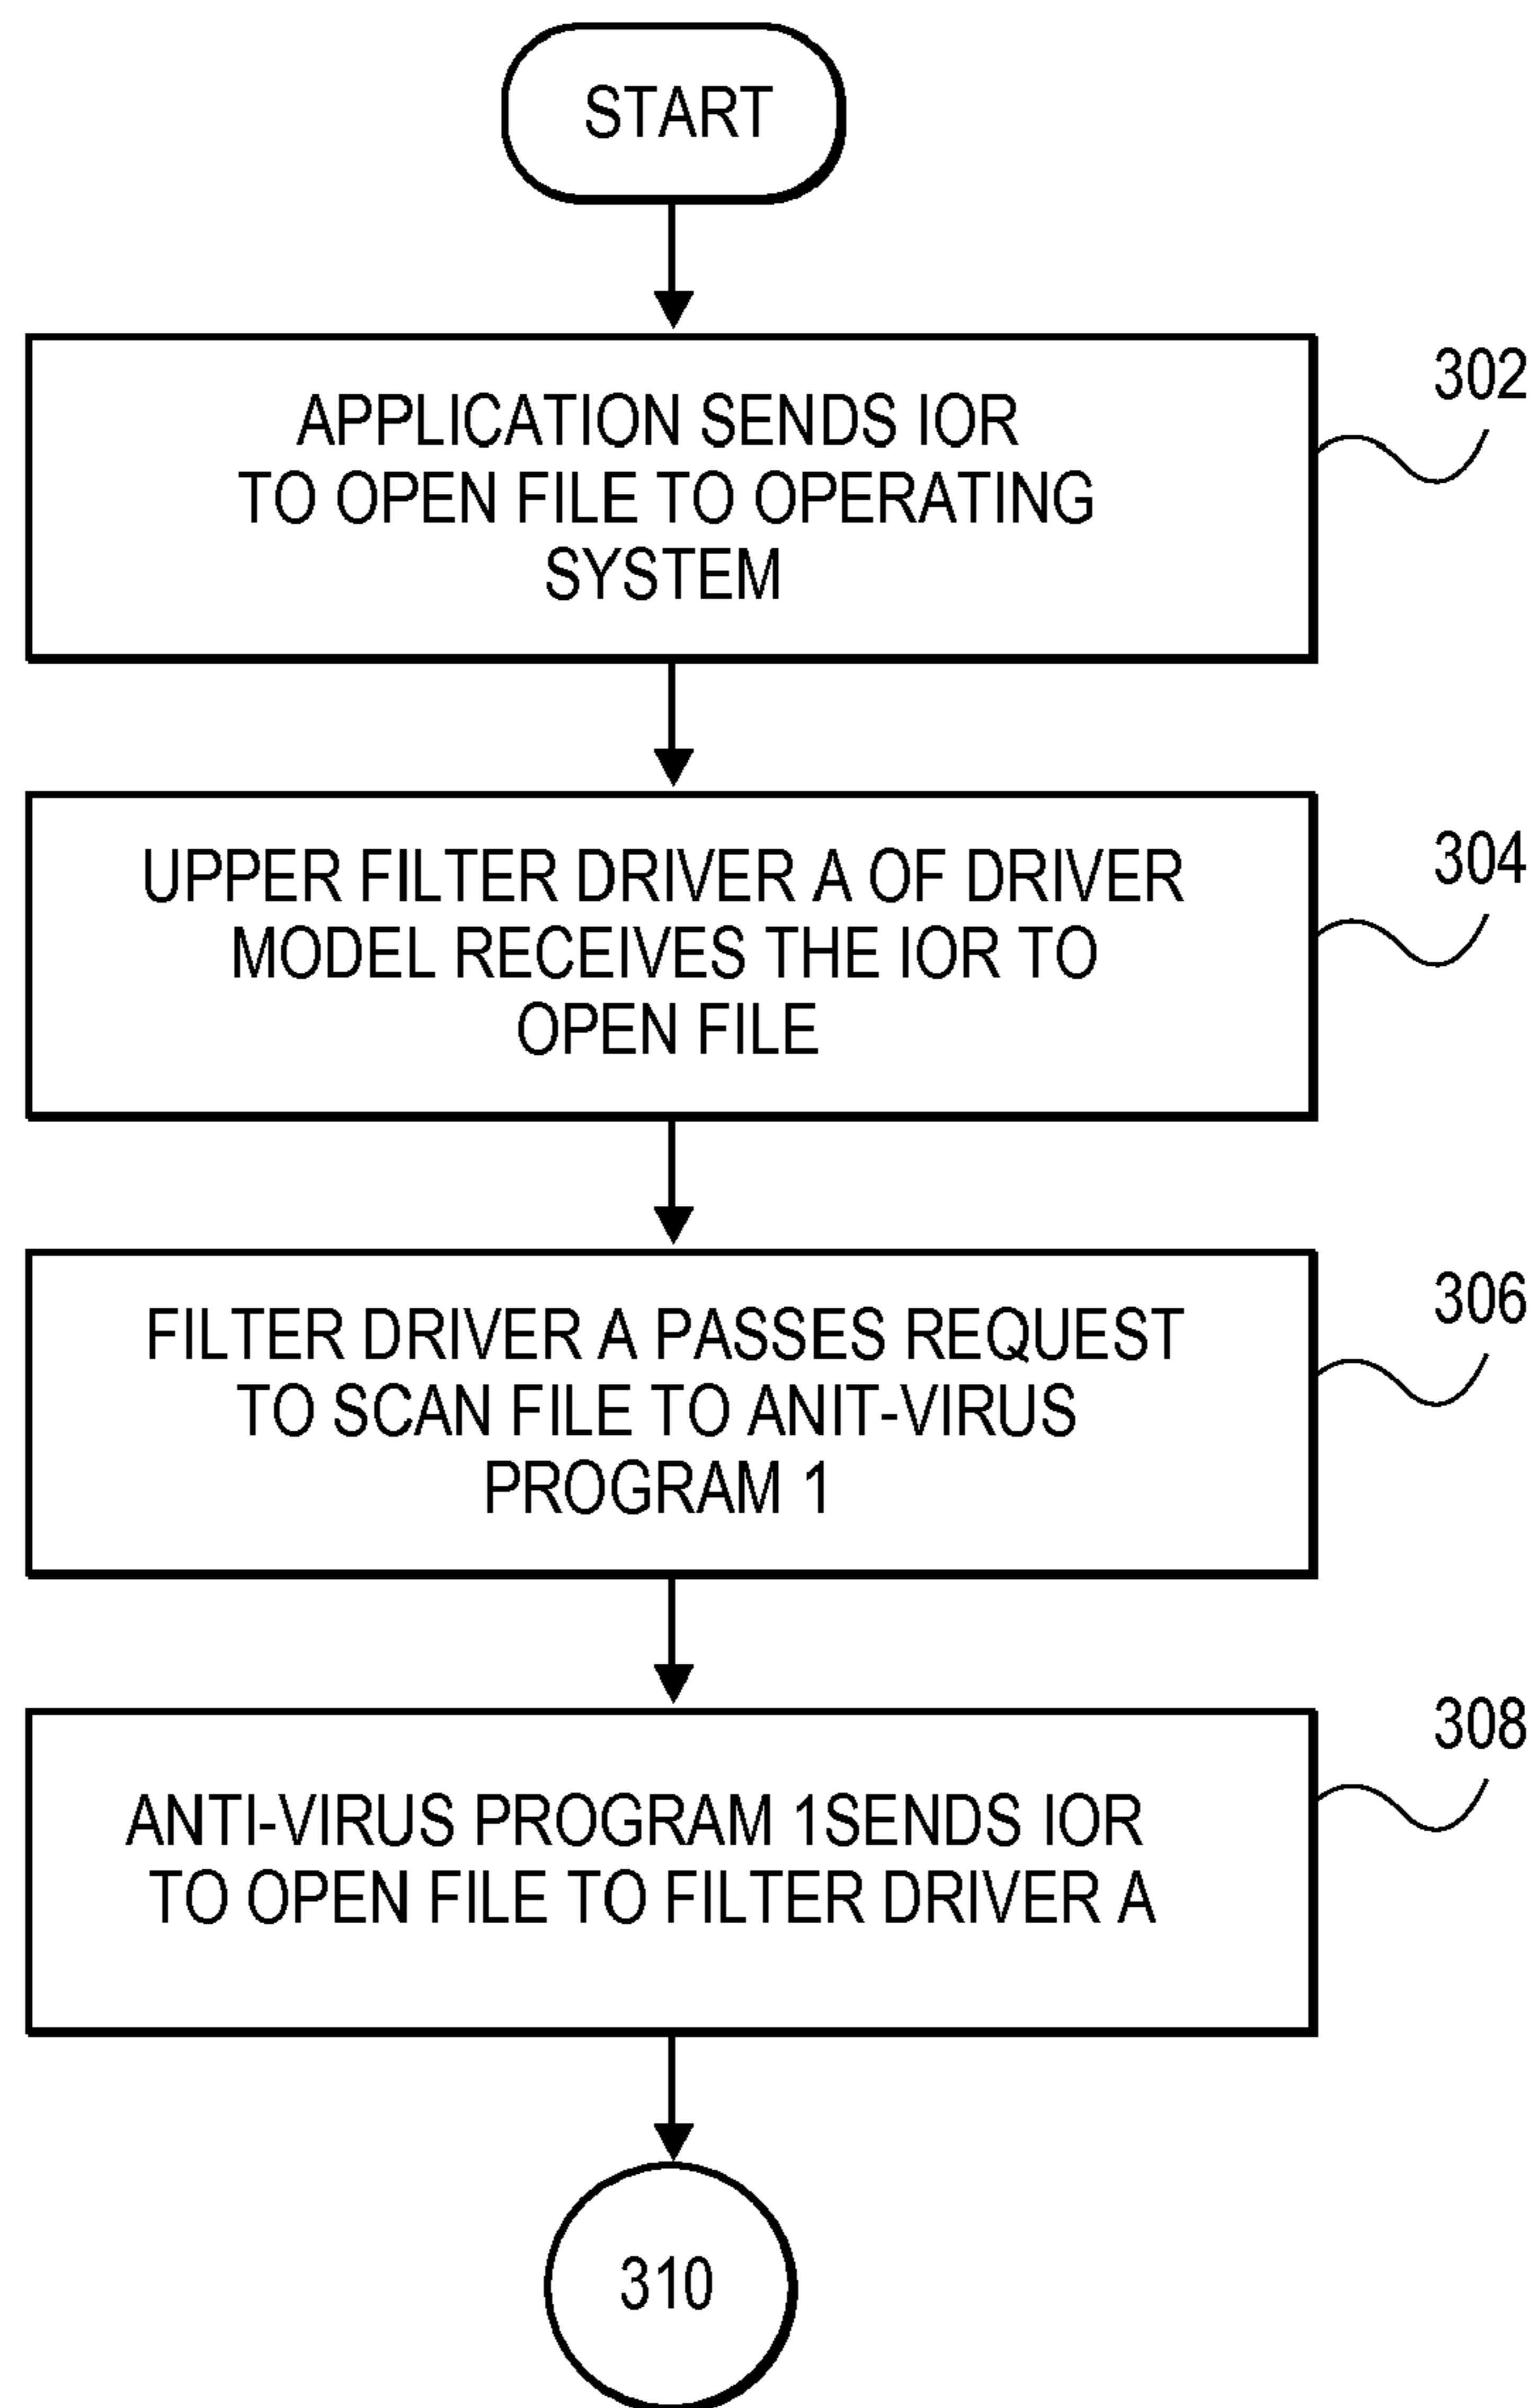 START
302
APPLICATION SENDS IOR
TO OPEN FILE TO OPERATING
SYSTEM
304
UPPER FILTER DRIVER A OF DRIVER
MODEL RECEIVES THE IOR TO
OPEN FILE
306
FILTER DRIVER A PASSES REQUEST
TO SCAN FILE TO ANIT-VIRUS
PROGRAM 1
308
ANTI-VIRUS PROGRAM 1SENDS IOR
TO OPEN FILE TO FILTER DRIVER A
310